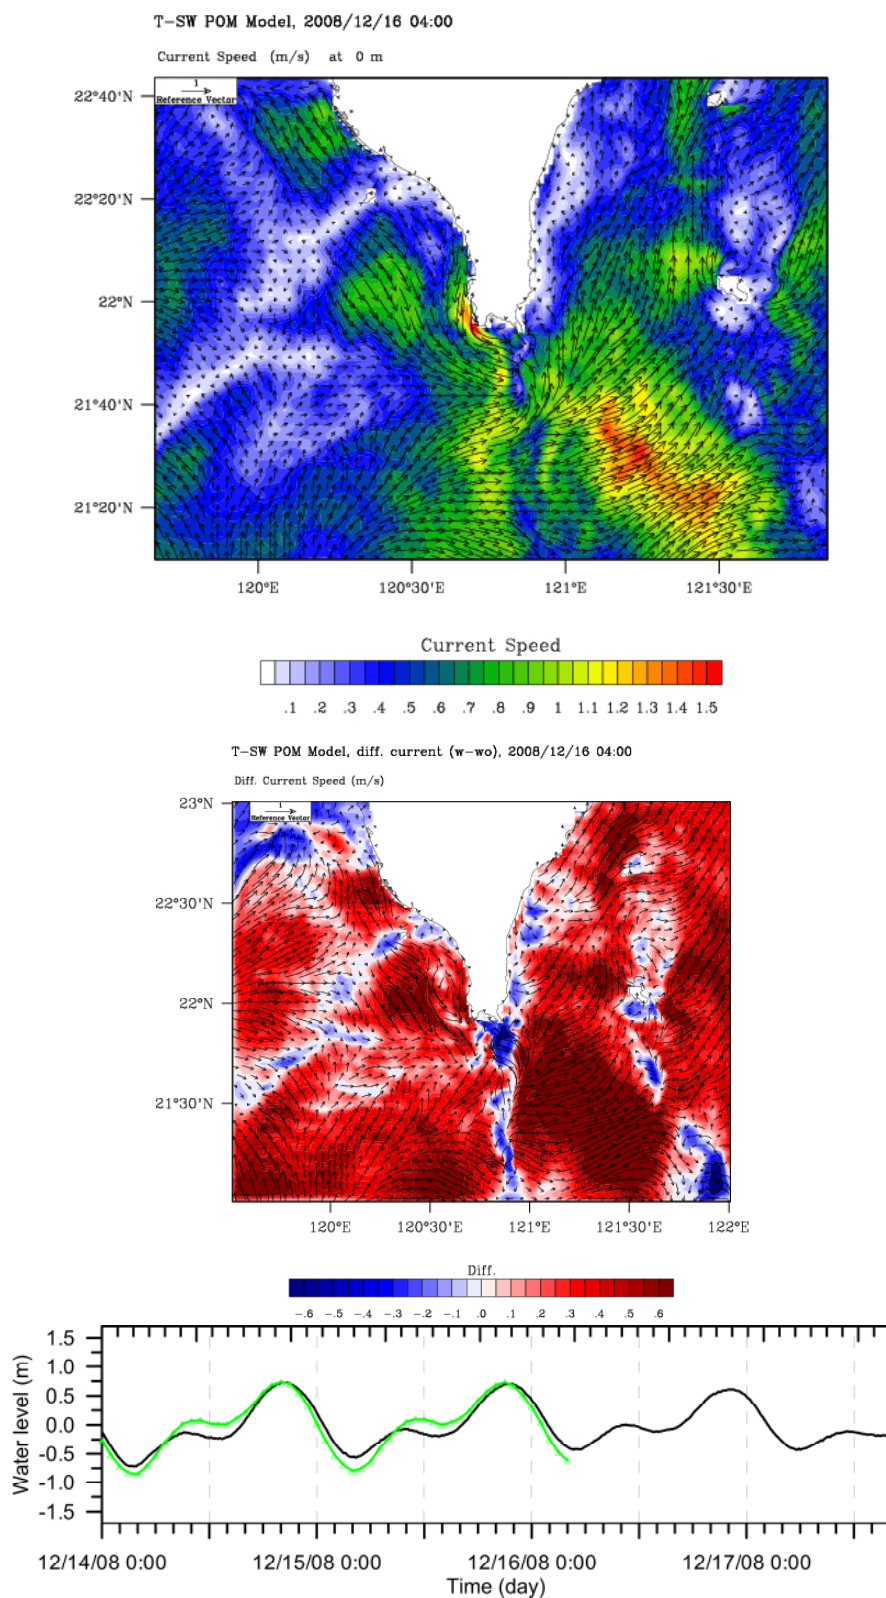 T-SW POM Model, 2008/12/16 04:00
Current Speed (m/s) at 0 m
1
Reference Vector
22°40'N
22°20'N
22°N
21°40'N
21°20'N
120°E 120°30'E 121°E 121°30'E
Current Speed
.1 .2 .3 .4 .5 .6 .7 .8 .9 1 1.1 1.2 1.3 1.4 1.5
T-SW POM Model, diff. current (w-wo), 2008/12/16 04:00
Diff. Current Speed (m/s)
1
Reference Vector
23°N
22°30'N
22°N
21°30'N
120°E 120°30'E 121°E 121°30'E 122°E
Diff.
-.6 -.5 -.4 -.3 -.2 -.1 .0 .1 .2 .3 .4 .5 .6
Water level (m)
1.5
1.0
0.5
0.0
-0.5
-1.0
-1.5
12/14/08 0:00 12/15/08 0:00 12/16/08 0:00 12/17/08 0:00
Time (day)